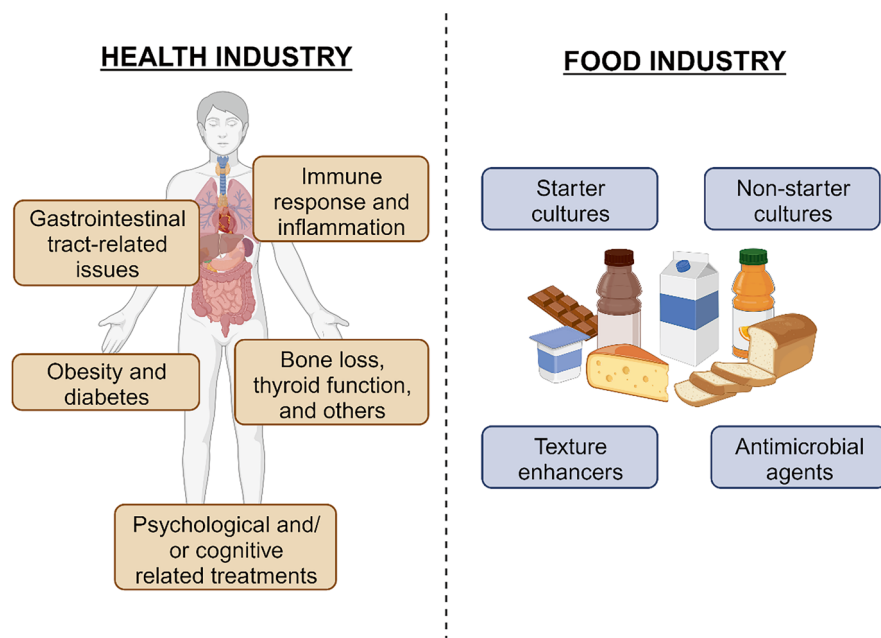 HEALTH INDUSTRY
Immune
response and
inflammation
Gastrointestinal
tract-related
issues
Obesity and
diabetes
Bone loss,
thyroid function,
and others
Psychological and/
or cognitive
related treatments
FOOD INDUSTRY
Starter
cultures
Non-starter
cultures
Texture
enhancers
Antimicrobial
agents